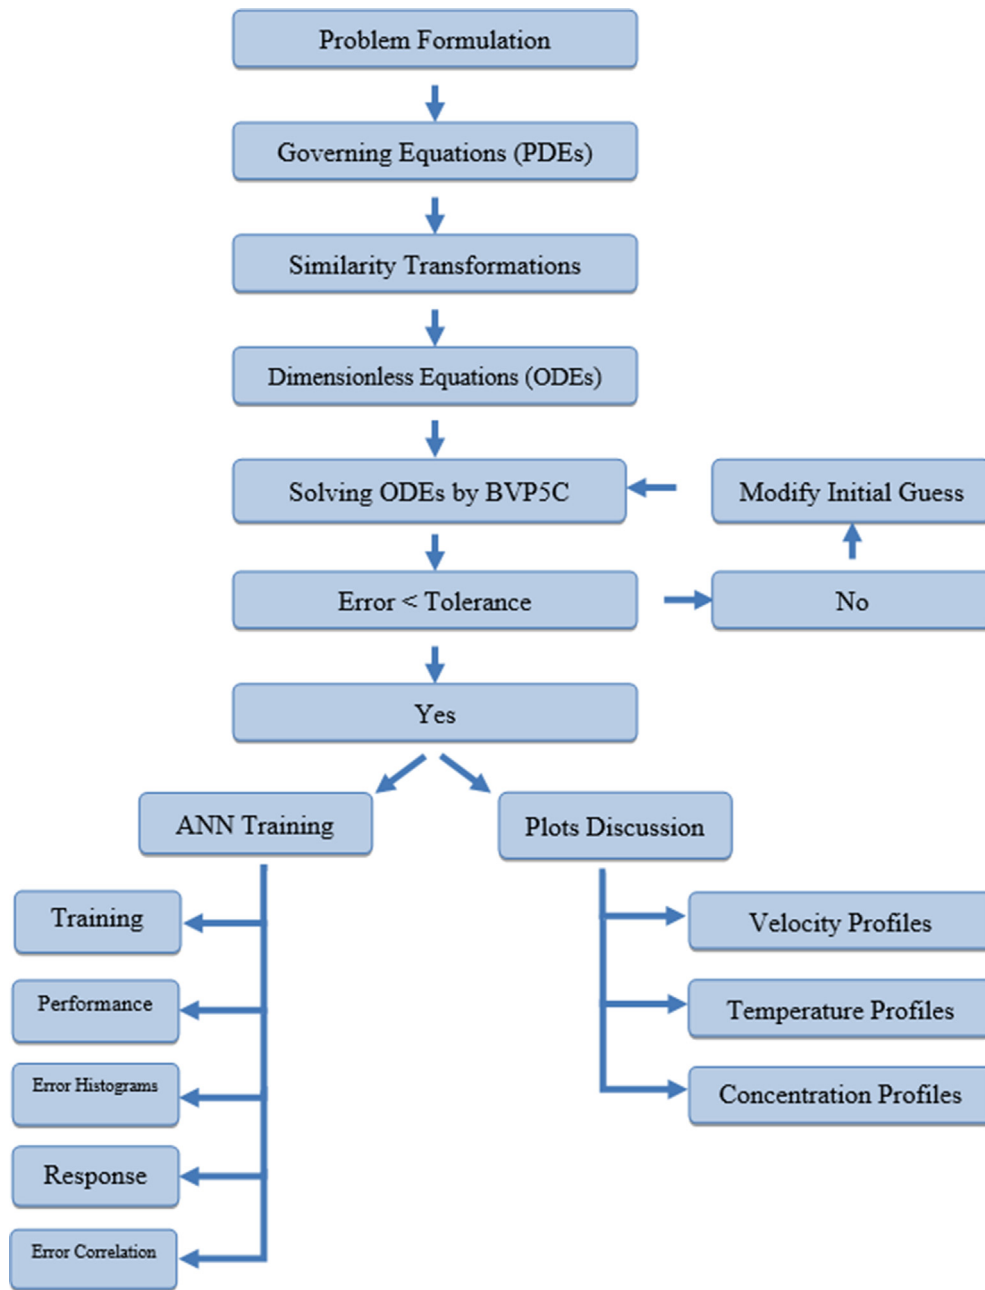 Problem Formulation
Governing Equations (PDEs)
Similarity Transformations
Dimensionless Equations (ODEs)
Solving ODEs by BVP5C
Modify Initial Guess
Error < Tolerance
No
Yes
ANN Training
Plots Discussion
Training
Performance
Error Histograms
Response
Error Correlation
Velocity Profiles
Temperature Profiles
Concentration Profiles